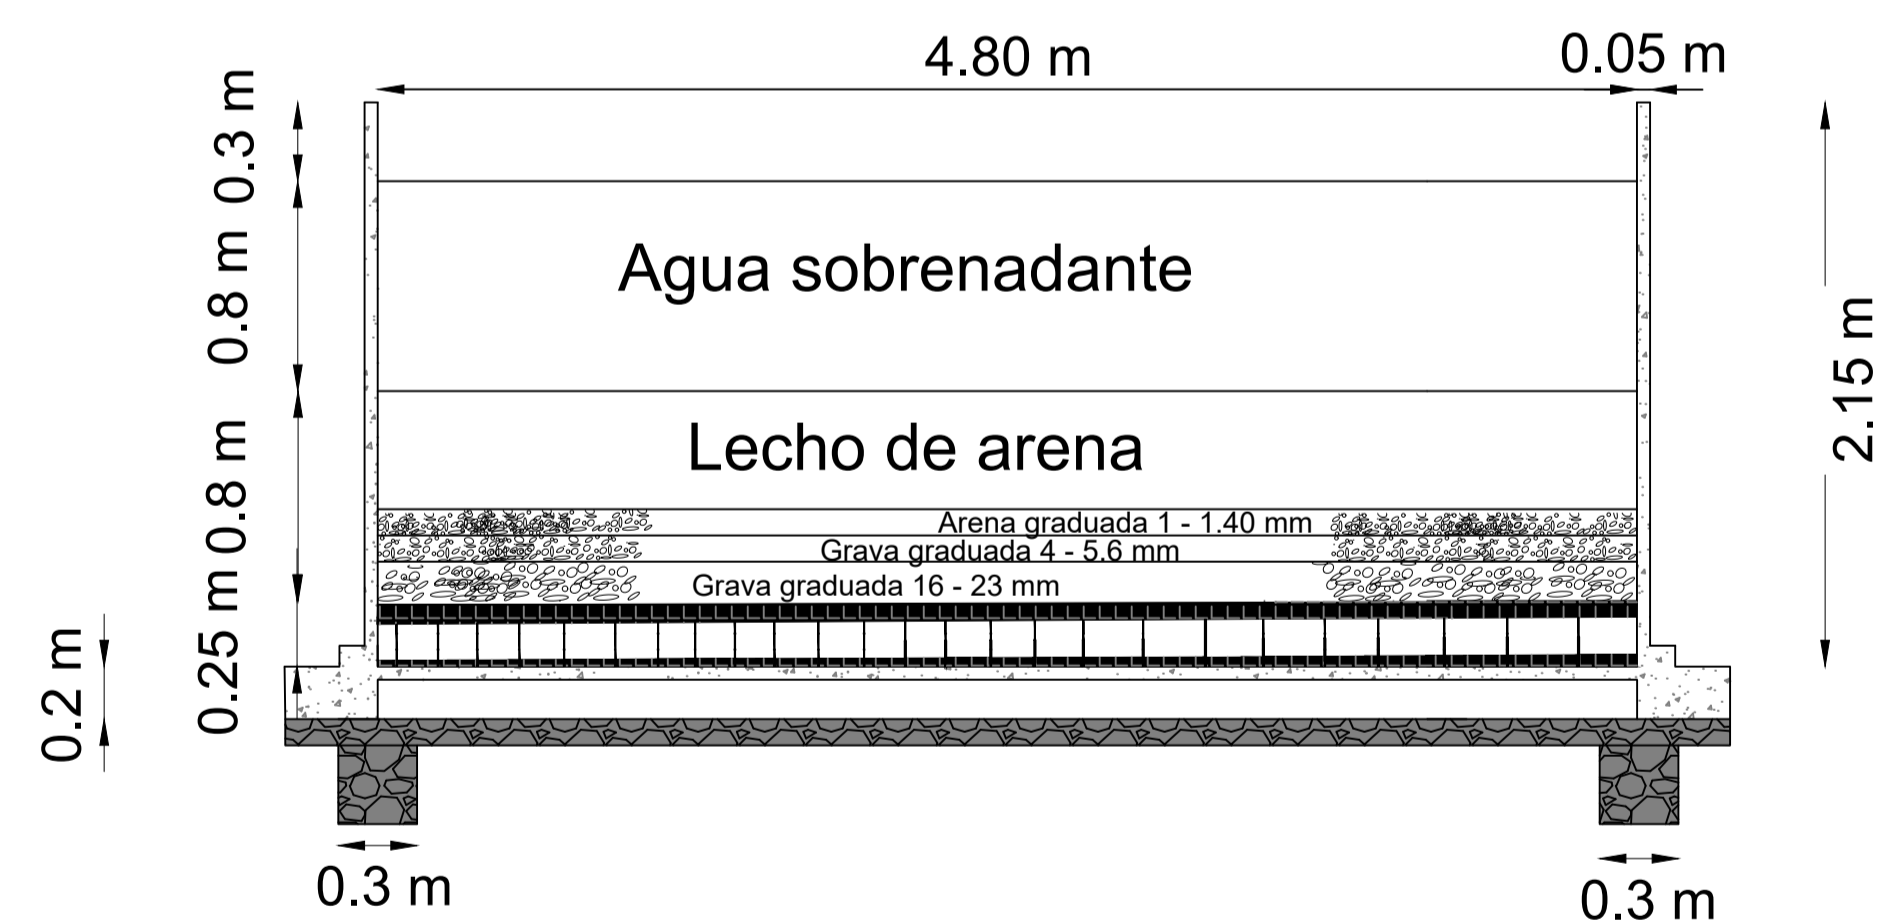 4.80 m
0.05 m
0.3 m
0.8 m
Agua sobrenadante
2.15 m
0.8 m
Lecho de arena
Arena graduada 1 - 1.40 mm
Grava graduada 4 - 5.6 mm
Grava graduada 16 - 23 mm
0.25 m
0.2 m
0.3 m
0.3 m